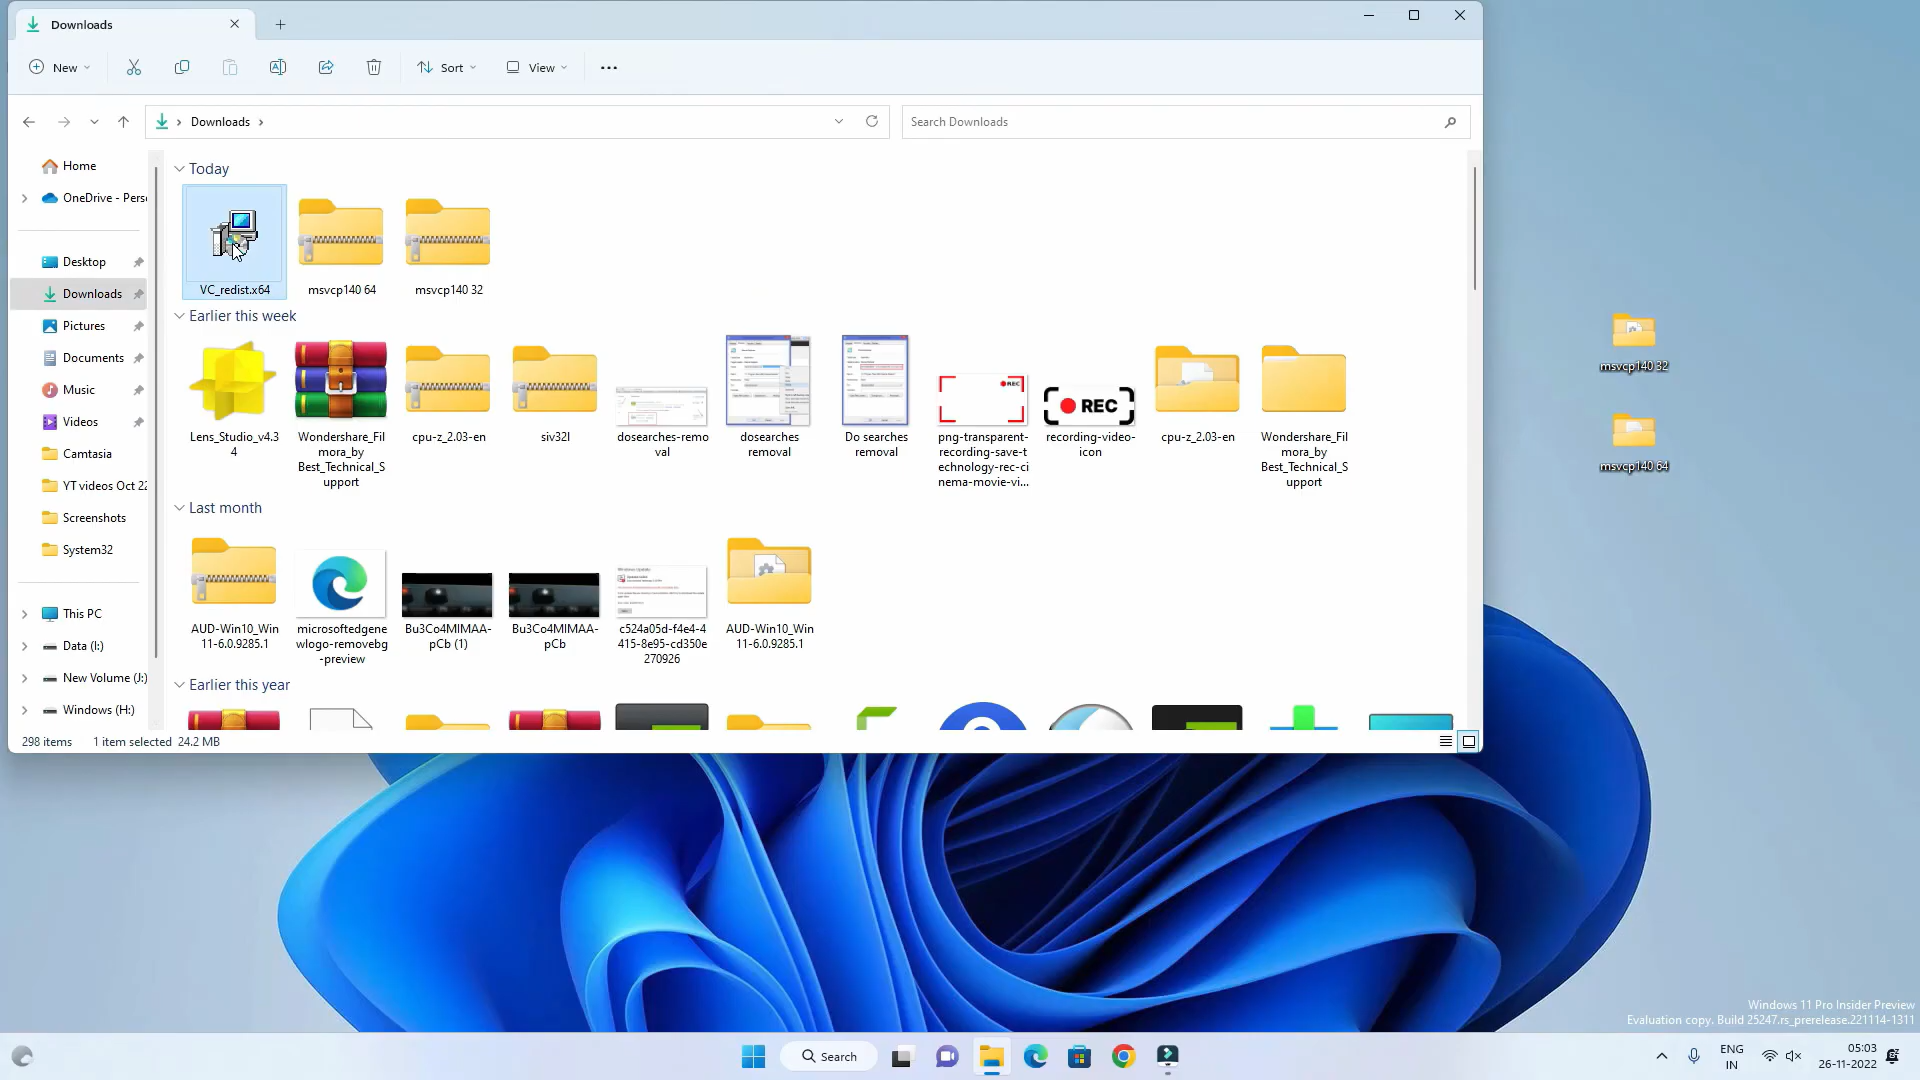 Downloads
New
Sort
View
Downloads
Search Downloads
Home
OneDrive - Pers
Desktop
Downloads
Pictures
Documents
Music
Videos
Camtasia
YT videos Oct 22
Screenshots
System32
This PC
Data (I:)
New Volume (J:)
Windows (H:)
Today
VC_redist.x64
msvcp140 64
msvcp140 32
Earlier this week
Lens_Studio_v4.3
4
Wondershare_Fil
mora_by
Best_Technical_S
upport
cpu-z_2.03-en
siv32l
dosearches-remo
val
dosearches
removal
Do searches
removal
png-transparent-
recording-save-t
echnology-rec-ci
nema-movie-vi...
REC
REC
recording-video-
icon
cpu-z_2.03-en
Wondershare_Fil
mora_by
Best_Technical_S
upport
Last month
AUD-Win10_Win
11-6.0.9285.1
microsoftedgene
wlogo-removebg
-preview
Bu3Co4MIMAA-
pCb (1)
Bu3Co4MIMAA-
pCb
c524a05d-f4e4-4
415-8e95-cd350e
270926
AUD-Win10_Win
11-6.0.9285.1
Earlier this year
298 items
1 item selected 24.2 MB
msvcp140 32
msvcp140 64
Windows 11 Pro Insider Preview
Evaluation copy. Build 25247.rs_prerelease.221114-1311
Search
ENG
IN
05:03
26-11-2022